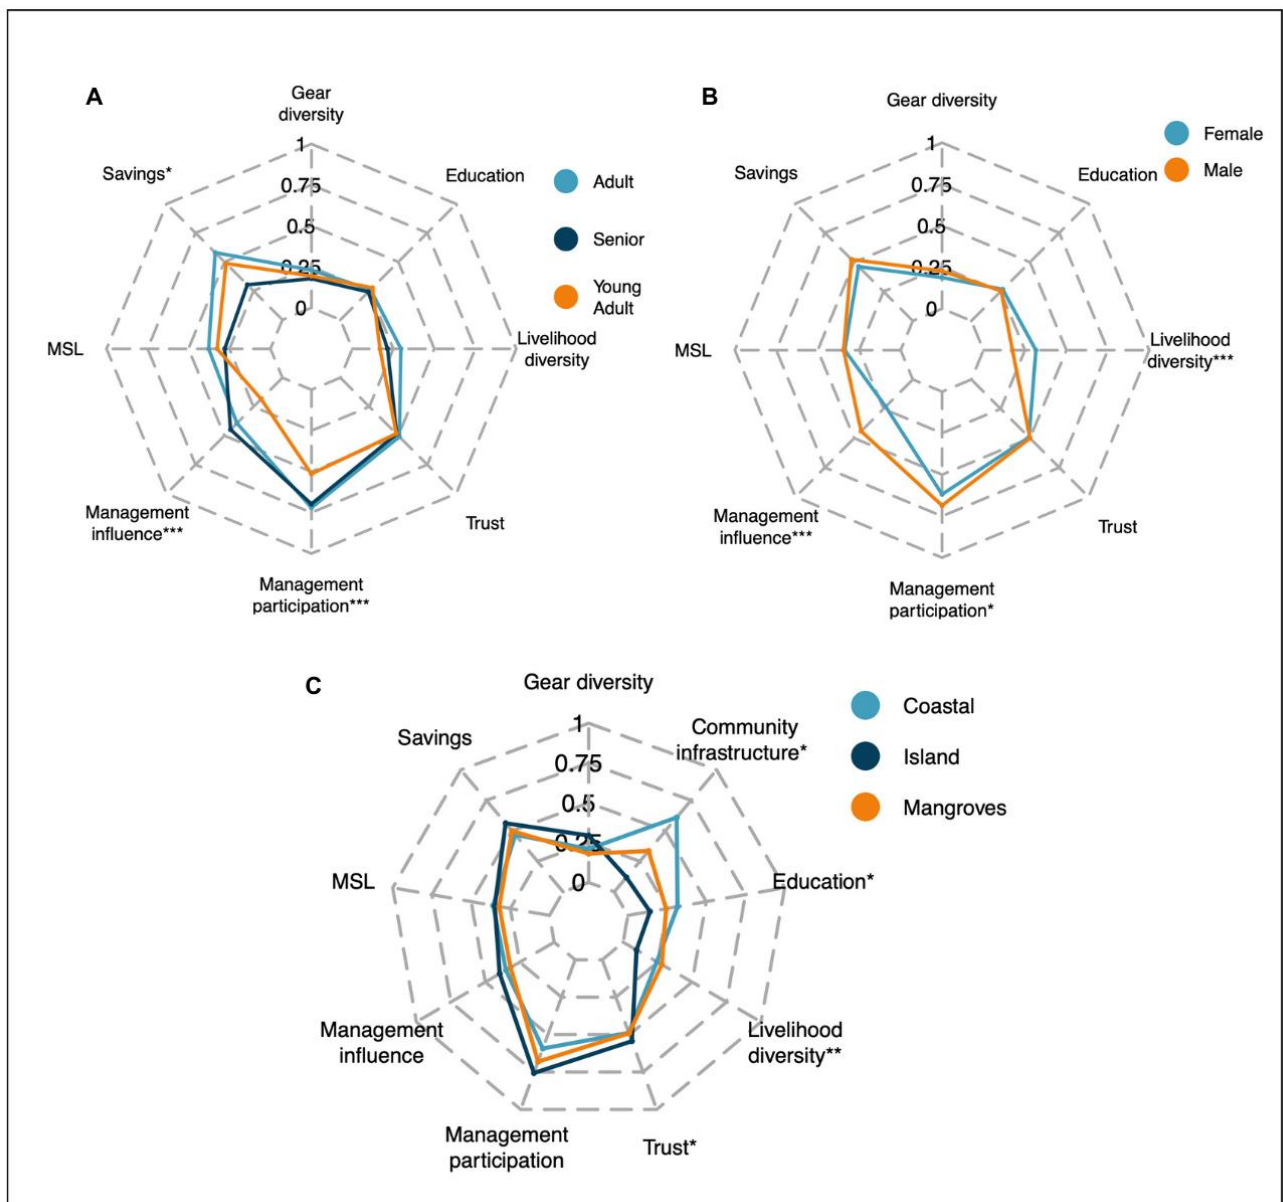 A
Gear
diversity
Savings*
Education
1
0.75
0.5
0.25
0
Adult
Senior
Young
Adult
MSL
Livelihood
diversity
Management
influence***
Trust
Management
participation***
B
Gear diversity
Savings
Education
1
0.75
0.5
0.25
0
Female
Male
MSL
Livelihood
diversity***
Management
influence***
Trust
Management
participation*
C
Gear diversity
Savings
Community
infrastructure*
1
0.75
0.5
0.25
0
Coastal
Island
Mangroves
MSL
Education*
Management
influence
Livelihood
diversity**
Management
participation
Trust*